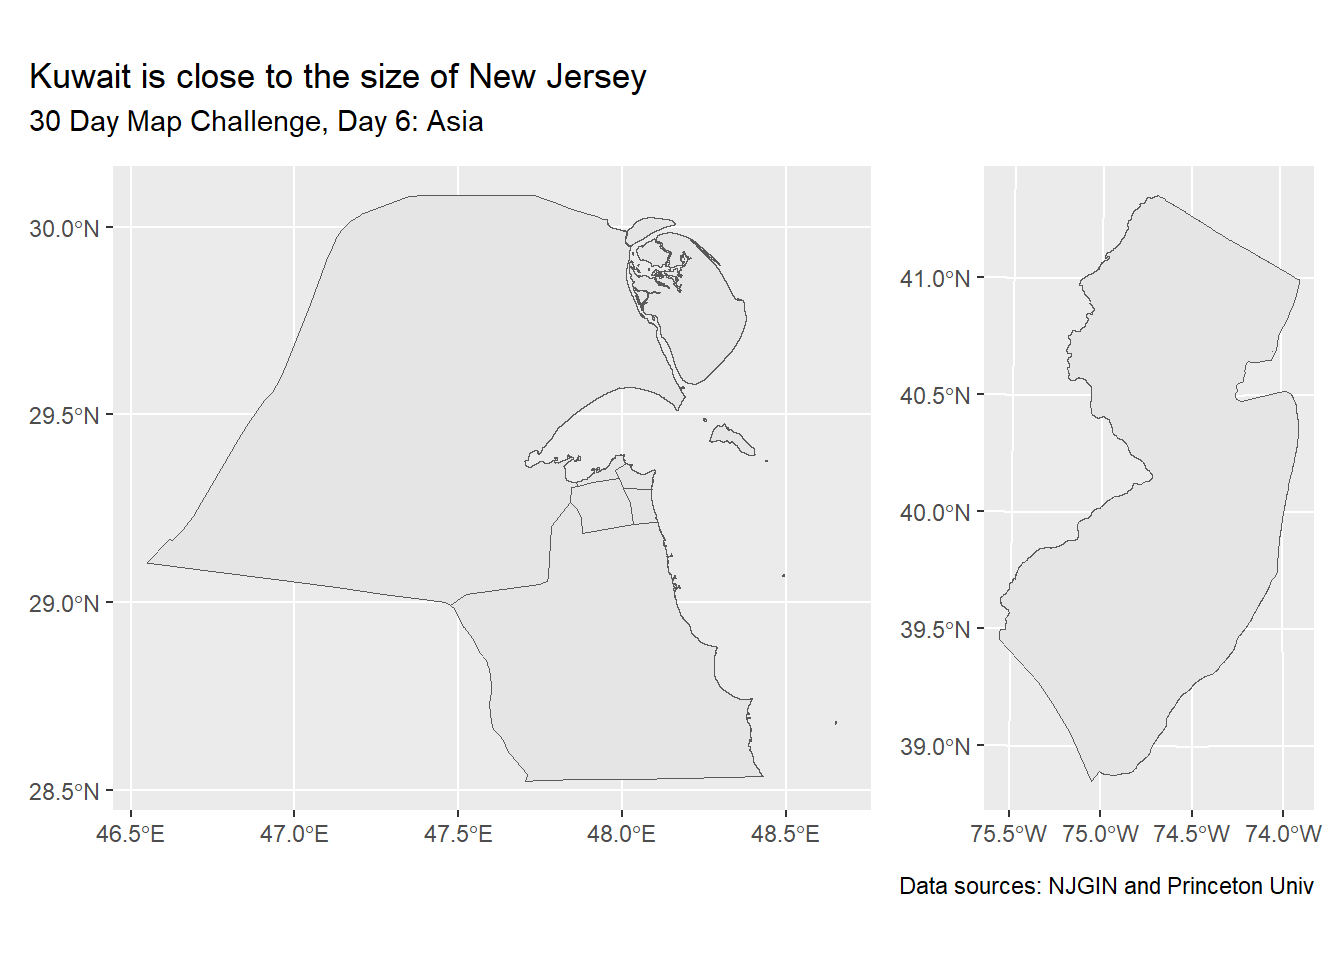 Kuwait is close to the size of New Jersey
30 Day Map Challenge, Day 6: Asia
30.0°N
29.5°N
29.0°N
28.5°N
46.5°E
47.0°E
47.5°E
48.0°E
48.5°E
41.0°N
40.5°N
40.0°N
39.5°N
39.0°N
75.5°W
75.0°W
74.5°W
74.0°W
Data sources: NJGIN and Princeton Univ